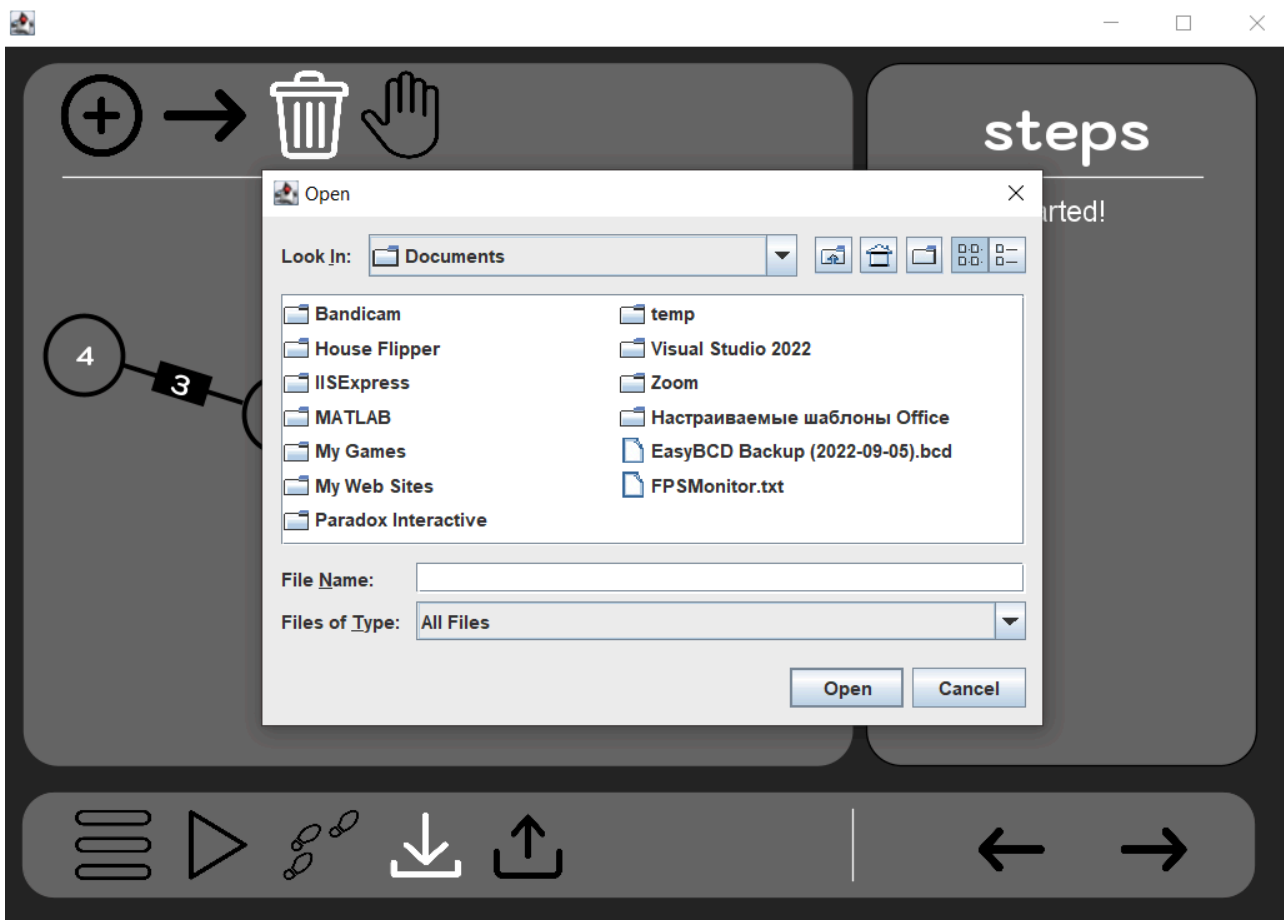 steps
Open
arted!
Look In: Documents
Bandicam
House Flipper
IISExpress
MATLAB
My Games
My Web Sites
Paradox Interactive
temp
Visual Studio 2022
Zoom
Настраиваемые шаблоны Office
EasyBCD Backup (2022-09-05).bcd
FPSMonitor.txt
4
3
File Name:
Files of Type: All Files
Open Cancel